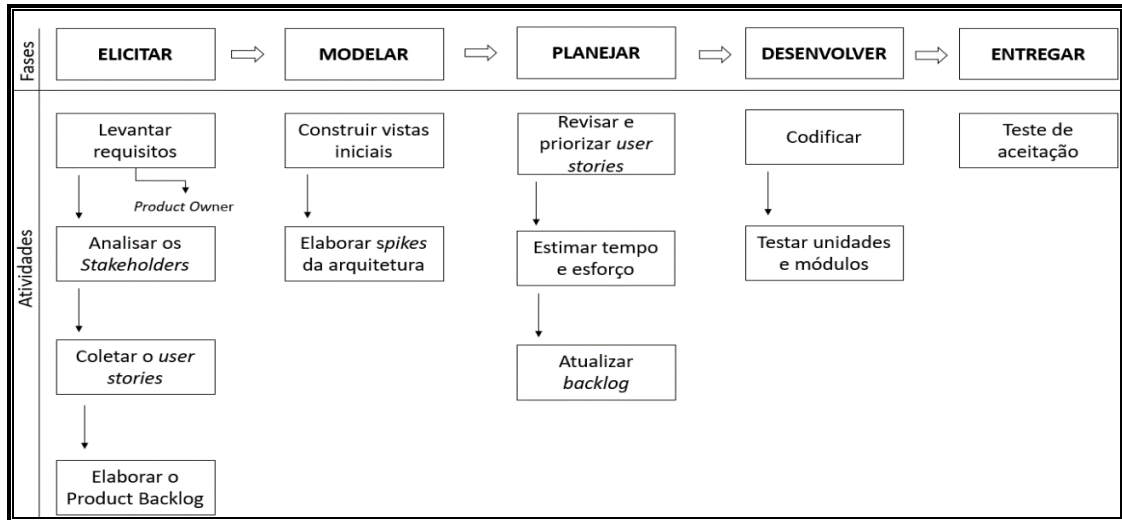 Fases
ELICITAR
MODELAR
PLANEJAR
DESENVOLVER
ENTREGAR
Atividades
Levantar
requisitos
Product Owner
Analisar os
Stakeholders
Coletar o user
stories
Elaborar o
Product Backlog
Construir vistas
iniciais
Elaborar spikes
da arquitetura
Revisar e
priorizar user
stories
Estimar tempo
e esforço
Atualizar
backlog
Codificar
Testar unidades
e módulos
Teste de
aceitação